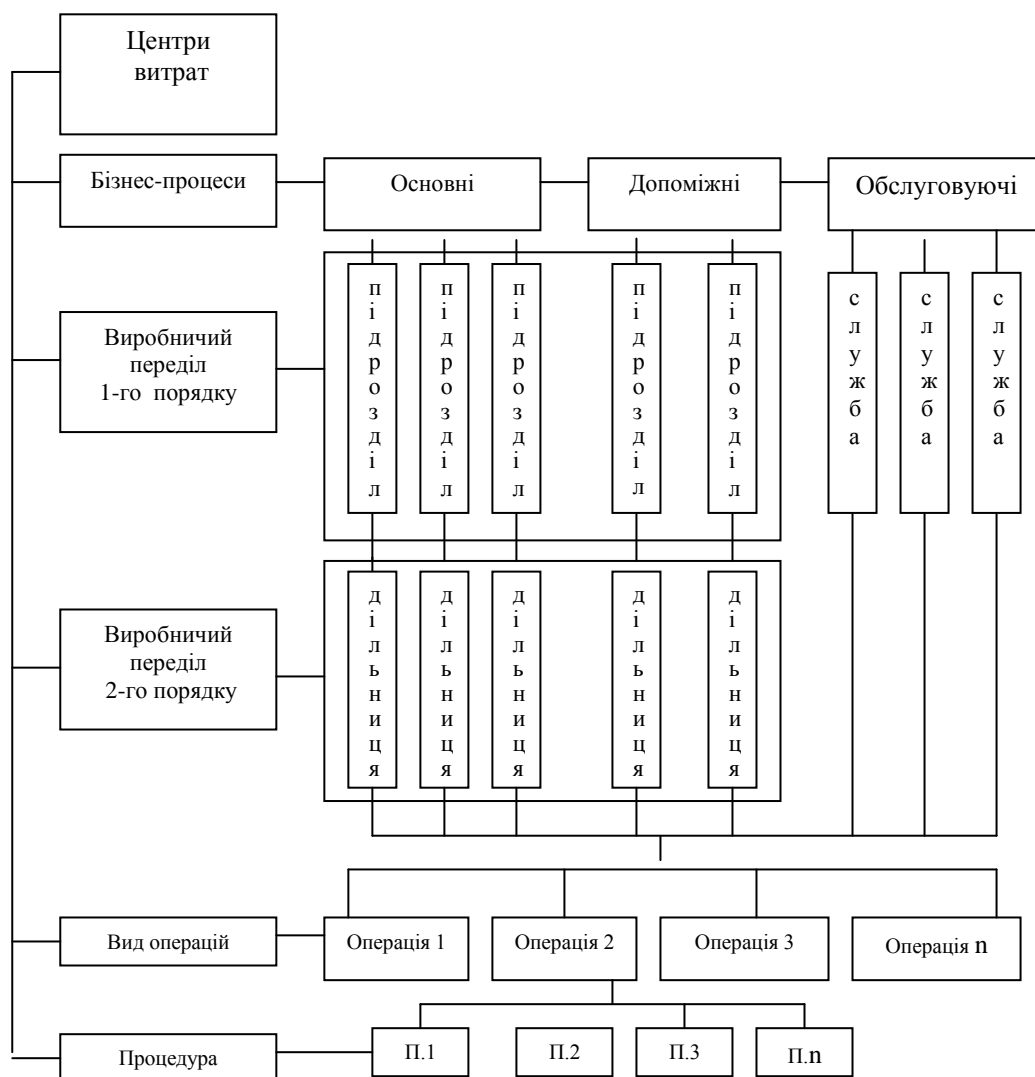 Центри
витрат
Бізнес-процеси
Основні
Допоміжні
Обслуговуючі
Виробничий
переділ
1-го порядку
підрозділ
підрозділ
підрозділ
підрозділ
підрозділ
служба
служба
служба
Виробничий
переділ
2-го порядку
дільниця
дільниця
дільниця
дільниця
дільниця
Вид операцій
Операція 1
Операція 2
Операція 3
Операція n
Процедура
П.1
П.2
П.3
П.n